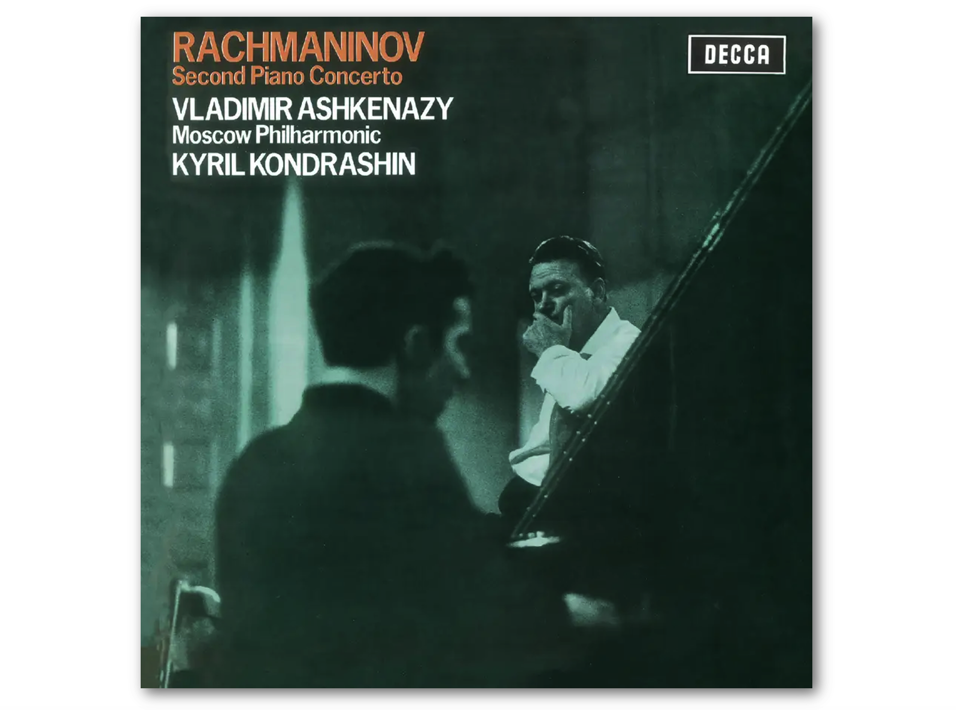 RACHMANINOV
Second Piano Concerto
DECCA
VLADIMIR ASHKENAZY
Moscow Philharmonic
KYRIL KONDRASHIN